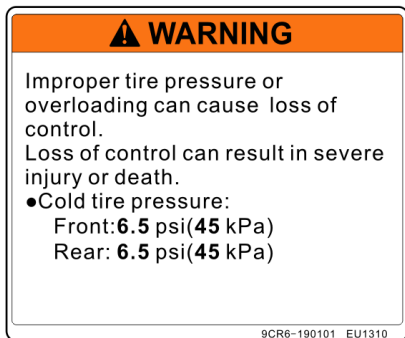 WARNING
Improper tire pressure or
overloading can cause loss of
control.
Loss of control can result in severe
injury or death.
●Cold tire pressure:
Front:6.5 psi(45 kPa)
Rear: 6.5 psi(45 kPa)
9CR6-190101 EU1310